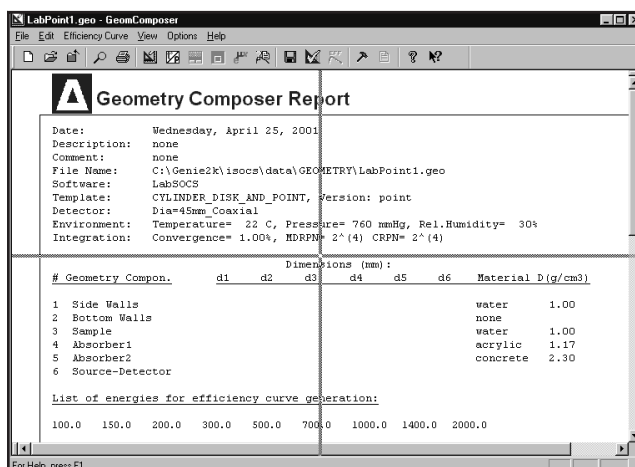 LabPoint1.geo - GeomComposer
File Edit Efficiency Curve View Options Help
Geometry Composer Report
Date: Wednesday, April 25, 2001
Description: none
Comment: none
File Name: C:\Genie2k\isocs\data\GEOMETRY\LabPoint1.geo
Software: LabSOCS
Template: CYLINDER_DISK_AND_POINT, Version: point
Detector: Dia=45mm_Coaxial
Environment: Temperature= 22 C, Pressure= 760 mmHg, Rel.Humidity= 30%
Integration: Convergence= 1.00%, MDRPN= 2^(4) CRPN= 2^(4)
Dimensions (mm):
# Geometry Compon. d1 d2 d3 d4 d5 d6 Material D(g/cm3)
1 Side Walls water 1.00
2 Bottom Walls none
3 Sample water 1.00
4 Absorber1 acrylic 1.17
5 Absorber2 concrete 2.30
6 Source-Detector
List of energies for efficiency curve generation:
100.0 150.0 200.0 300.0 500.0 700.0 1000.0 1400.0 2000.0
For Help, press F1